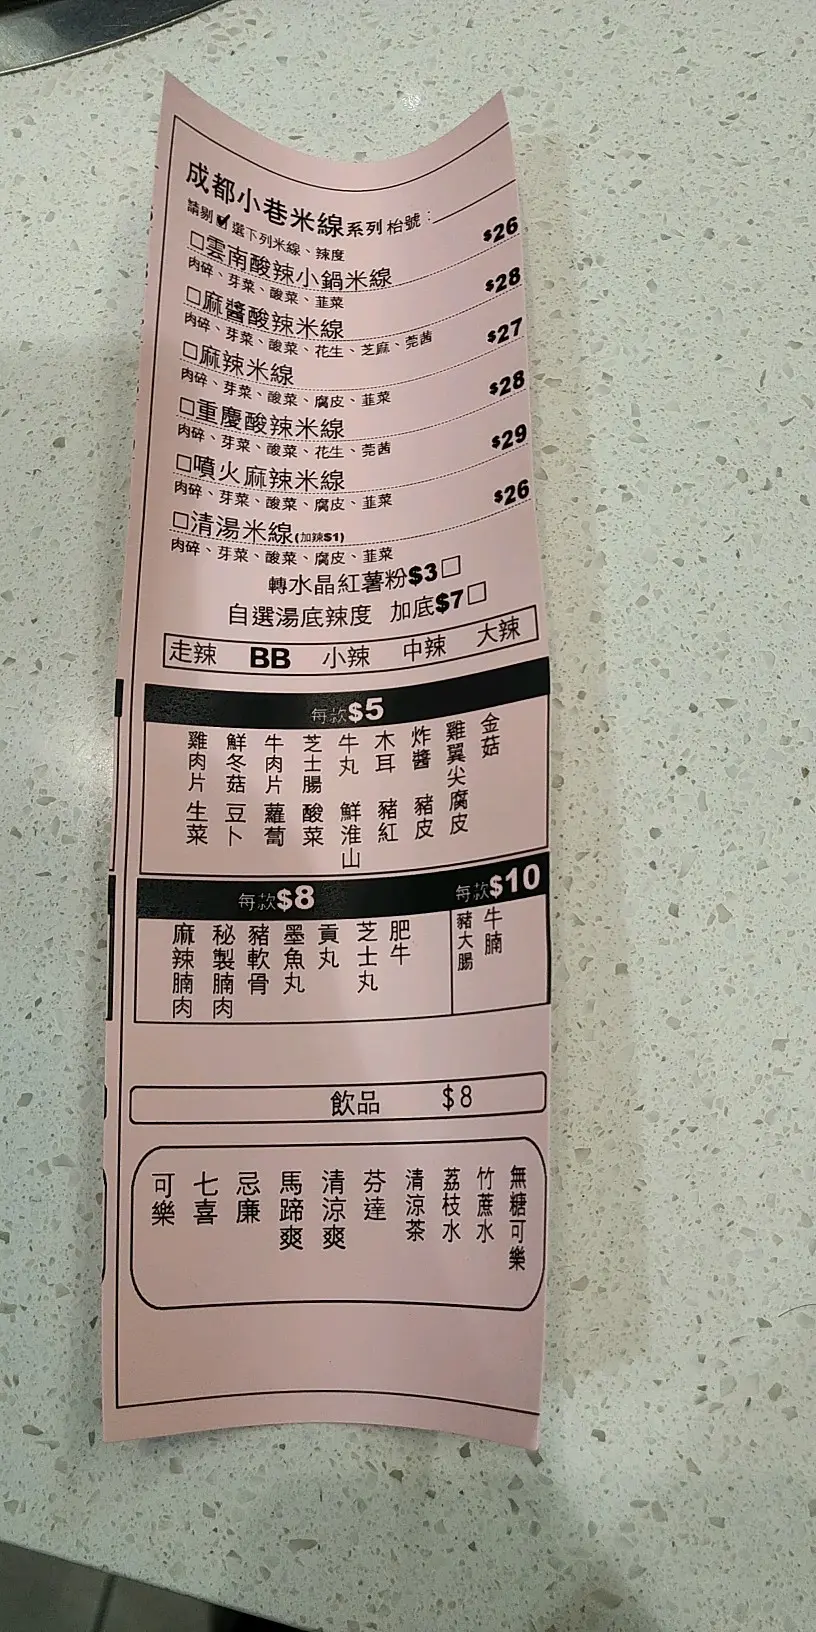 成都小巷米線系列 枱號：
請剔✔選下列米線、辣度
□雲南酸辣小鍋米線 $26
肉碎、芽菜、酸菜、韮菜
□麻醬酸辣米線 $28
肉碎、芽菜、酸菜、花生、芝麻、莞茜
□麻辣米線 $27
肉碎、芽菜、酸菜、腐皮、韮菜
□重慶酸辣米線 $28
肉碎、芽菜、酸菜、花生、莞茜
□噴火麻辣米線 $29
肉碎、芽菜、酸菜、腐皮、韮菜
□清湯米線(加辣$1) $26
肉碎、芽菜、酸菜、腐皮、韮菜
轉水晶紅薯粉$3□
自選湯底辣度 加底$7□
走辣 BB 小辣 中辣 大辣
每款$5
雞肉片 鮮冬菇 牛肉片 芝士腸 牛丸 木耳 炸醬 雞翼尖 金菇
生菜 豆卜 蘿蔔 酸菜 鮮淮山 豬紅 豬皮 腐皮
每款$8
麻辣腩肉 秘製腩肉 豬軟骨 墨魚丸 貢丸 芝士丸 肥牛
每款$10
豬大腸 牛腩
飲品 $8
可樂 七喜 忌廉 馬蹄爽 清涼爽 芬達 清涼茶 荔枝水 竹蔗水 無糖可樂